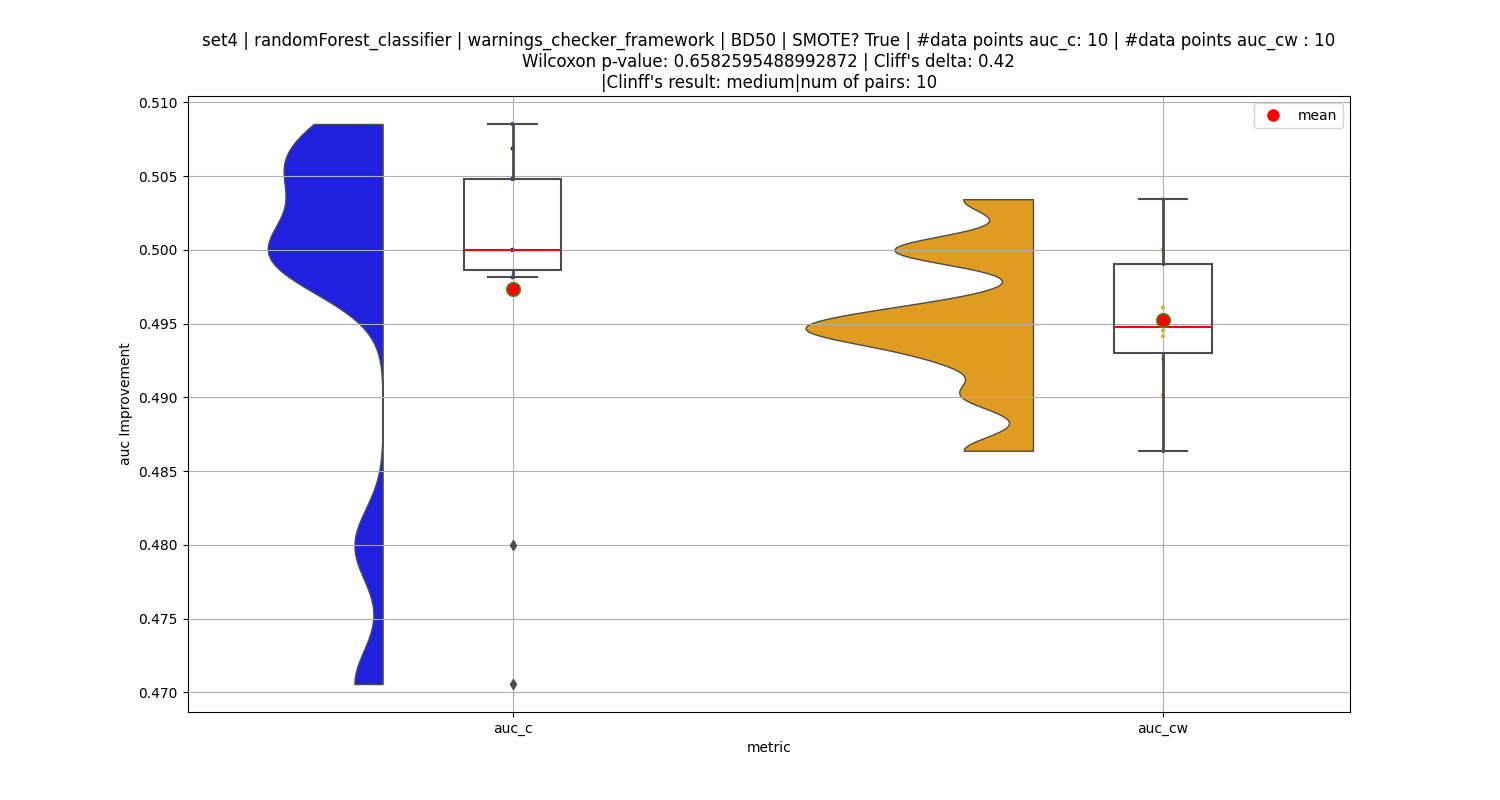 set4 | randomForest_classifier | warnings_checker_framework | BD50 | SMOTE? True | #data points auc_c: 10 | #data points auc_cw : 10
Wilcoxon p-value: 0.6582595488992872 | Cliff's delta: 0.42
|Clinff's result: medium|num of pairs: 10
mean
0.510
0.505
0.500
0.495
0.490
0.485
0.480
0.475
0.470
auc Improvement
auc_c
auc_cw
metric